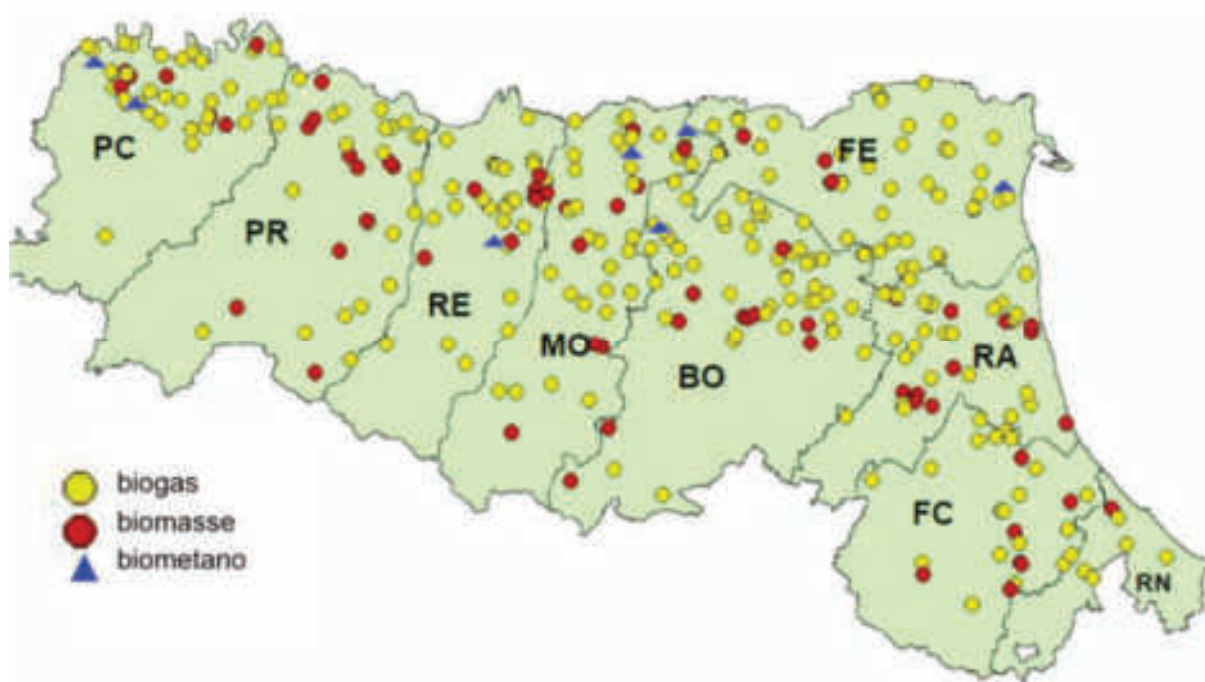 PC
FE
PR
RE
MO
RA
BO
biogas
biomasse
biometano
FC
RN